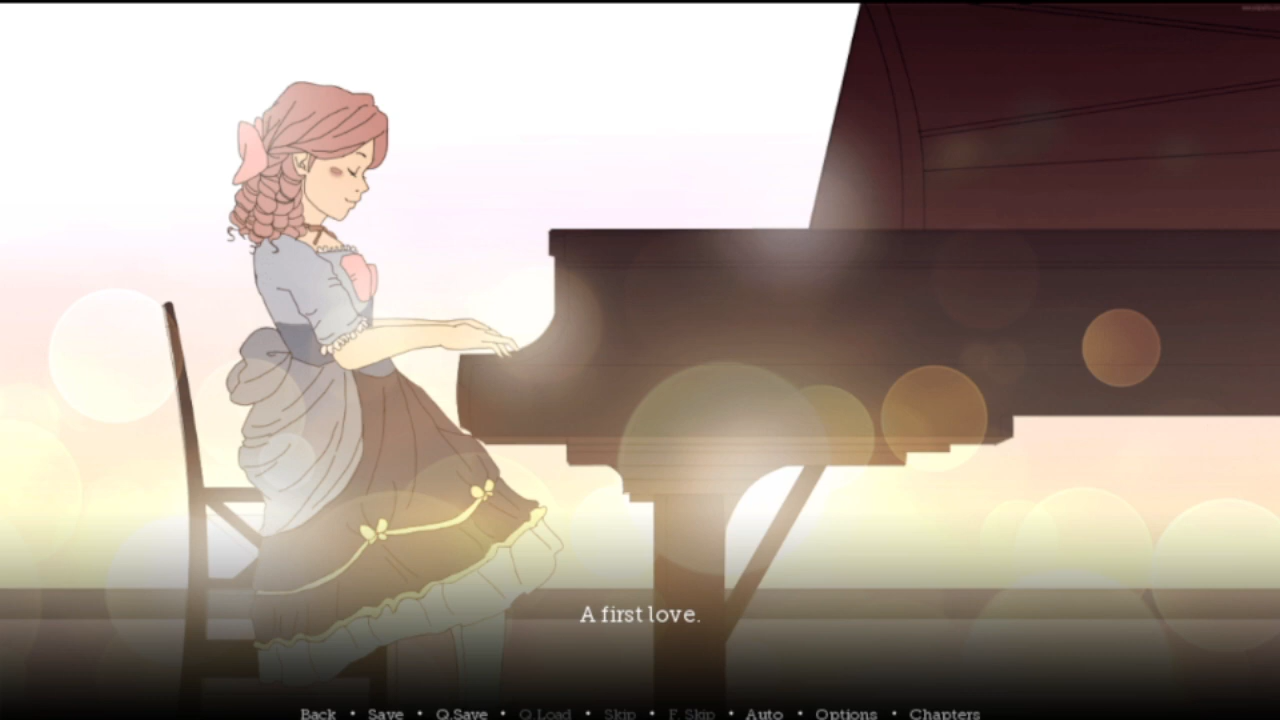 A first love.
Back • Save • Q.Save • Q.Load • Skip • F. Skip • Auto • Options • Chapters